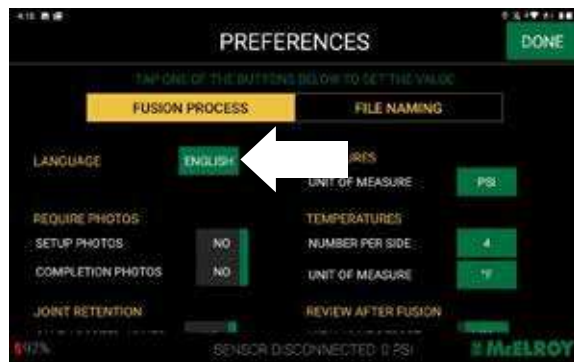 PREFERENCES
DONE
TAP ONE OF THE BUTTONS BELOW TO SET THE VALUE
FUSION PROCESS
FILE NAMING
LANGUAGE
ENGLISH
URES
UNIT OF MEASURE
PSI
REQUIRE PHOTOS
SETUP PHOTOS
NO
COMPLETION PHOTOS
NO
TEMPERATURES
NUMBER PER SIDE
4
UNIT OF MEASURE
°F
JOINT RETENTION
REVIEW AFTER FUSION
92%
SENSOR DISCONNECTED 0 PSI
McELROY